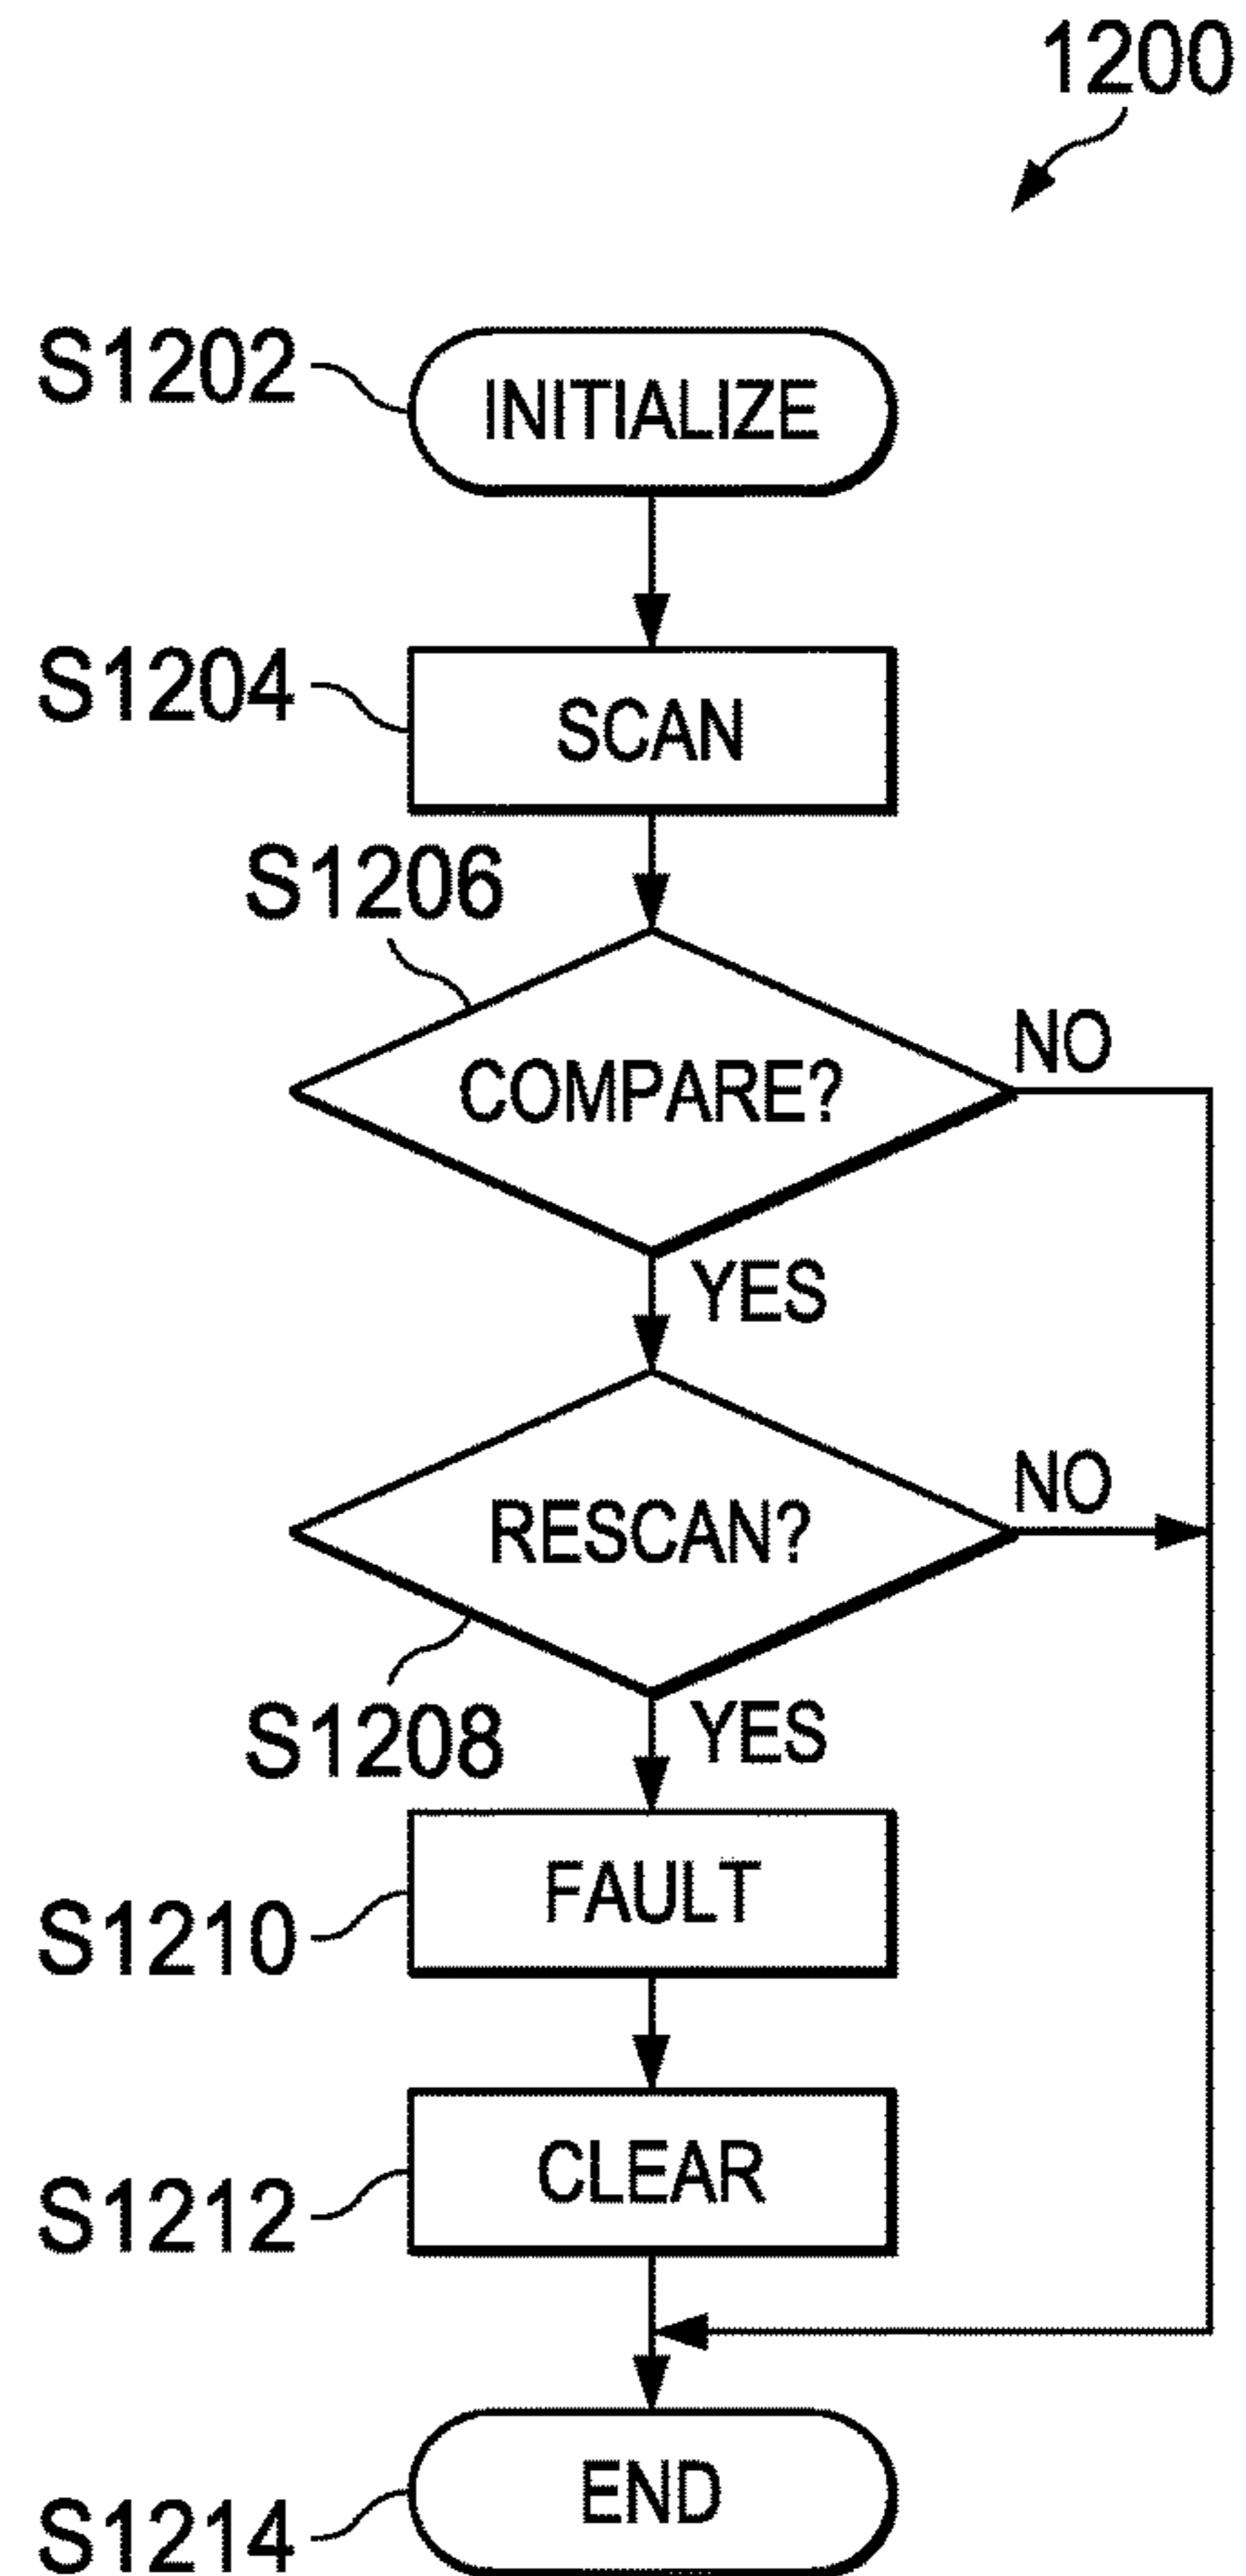 1200
S1202
INITIALIZE
S1204
SCAN
S1206
COMPARE?
NO
YES
RESCAN?
NO
S1208
YES
FAULT
S1210
CLEAR
S1212
END
S1214